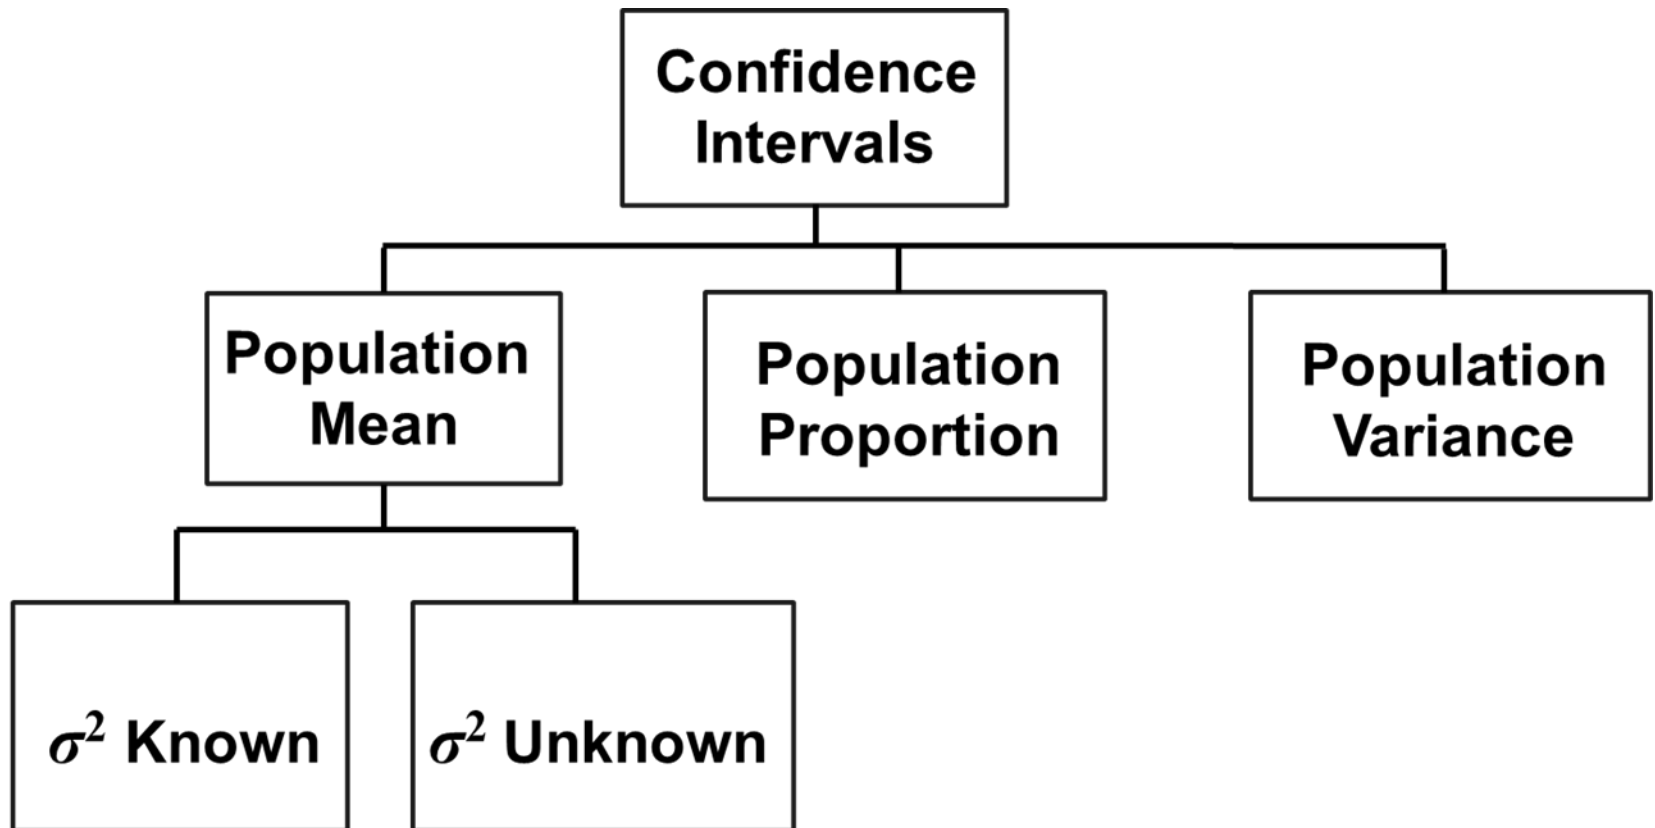 Confidence
Intervals
Population
Mean
Population
Proportion
Population
Variance
σ² Known
σ² Unknown